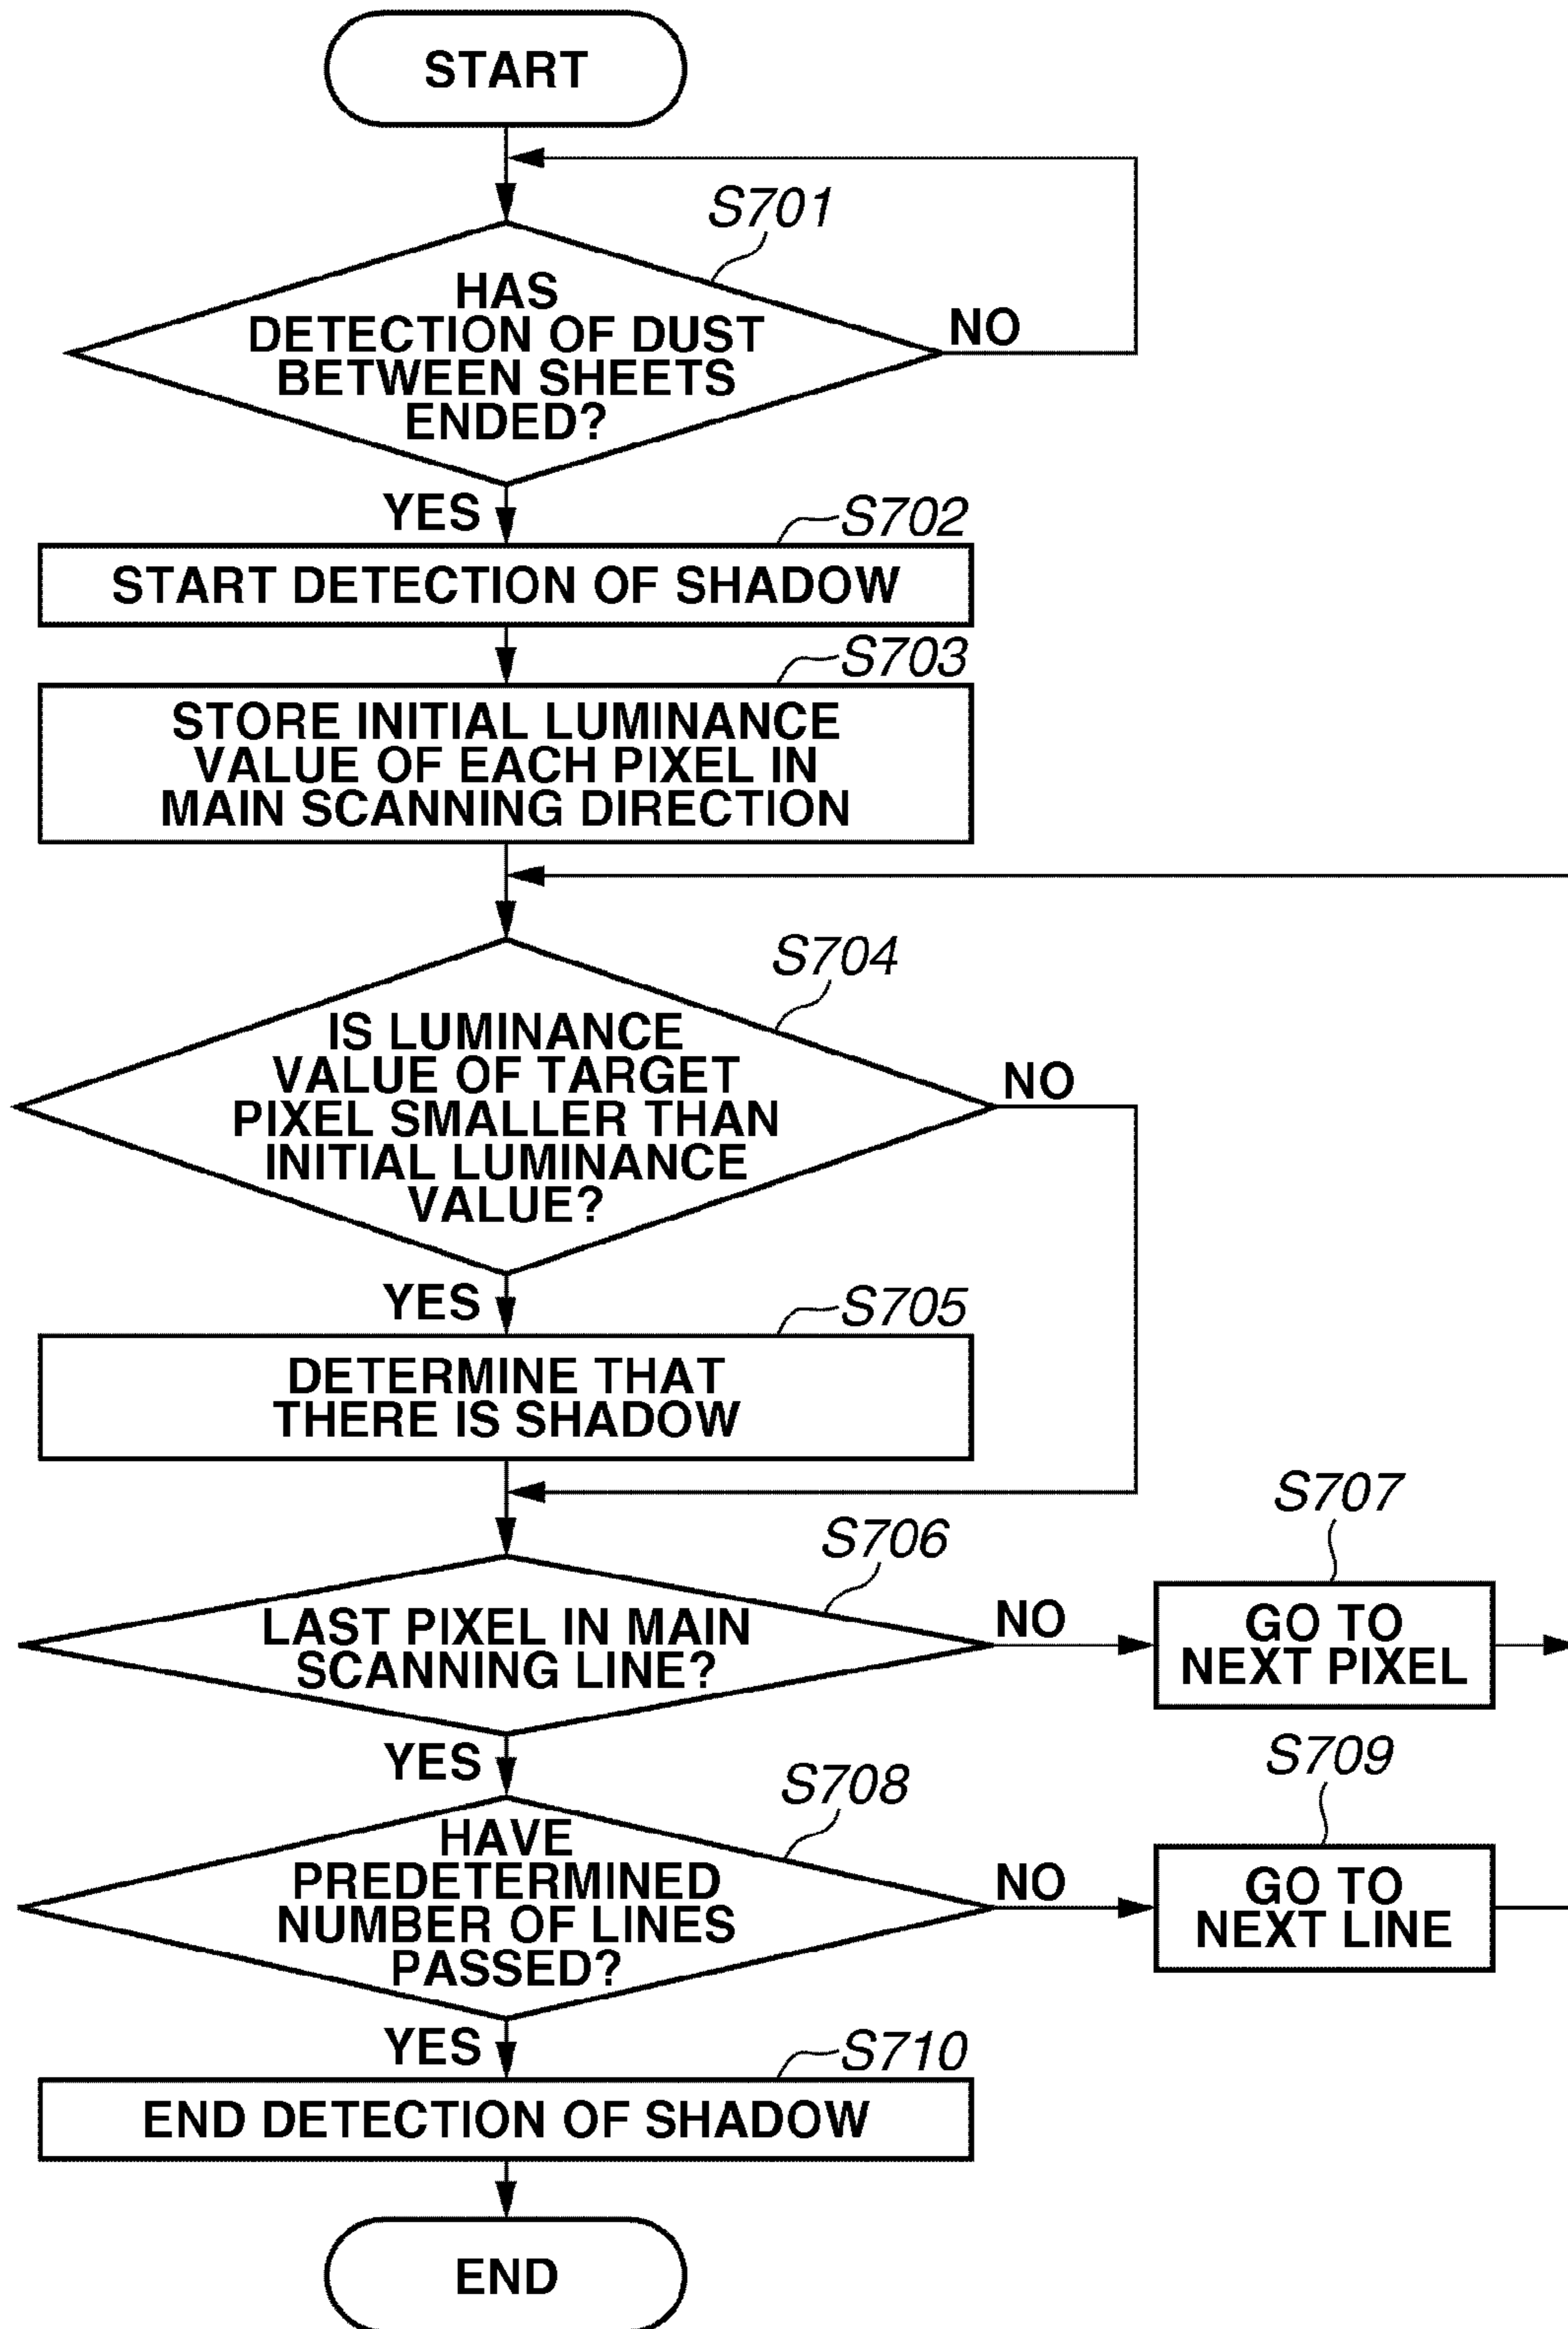 START
S701
HAS
DETECTION OF DUST
BETWEEN SHEETS
ENDED?
NO
YES
S702
START DETECTION OF SHADOW
S703
STORE INITIAL LUMINANCE
VALUE OF EACH PIXEL IN
MAIN SCANNING DIRECTION
S704
IS LUMINANCE
VALUE OF TARGET
PIXEL SMALLER THAN
INITIAL LUMINANCE
VALUE?
NO
YES
S705
DETERMINE THAT
THERE IS SHADOW
S706
LAST PIXEL IN MAIN
SCANNING LINE?
NO
S707
GO TO
NEXT PIXEL
YES
S708
HAVE
PREDETERMINED
NUMBER OF LINES
PASSED?
NO
S709
GO TO
NEXT LINE
YES
S710
END DETECTION OF SHADOW
END